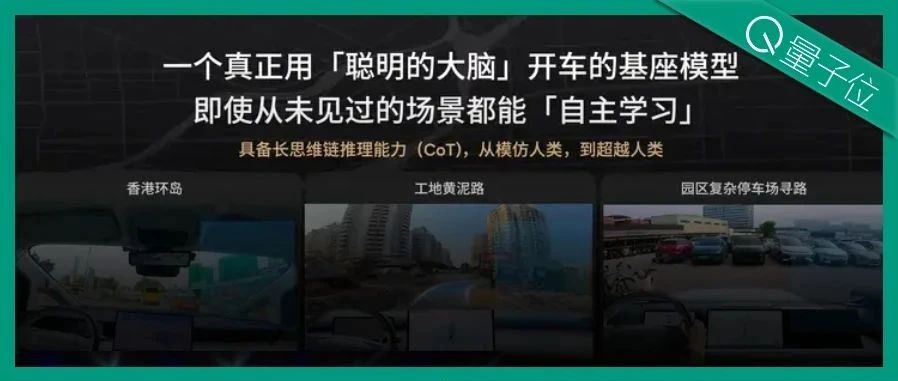 量子位
一个真正用「聪明的大脑」开车的基座模型
即使从未见过的场景都能「自主学习」
具备长思维链推理能力（CoT)，从模仿人类，到超越人类
香港环岛
工地黄泥路
园区复杂停车场寻路